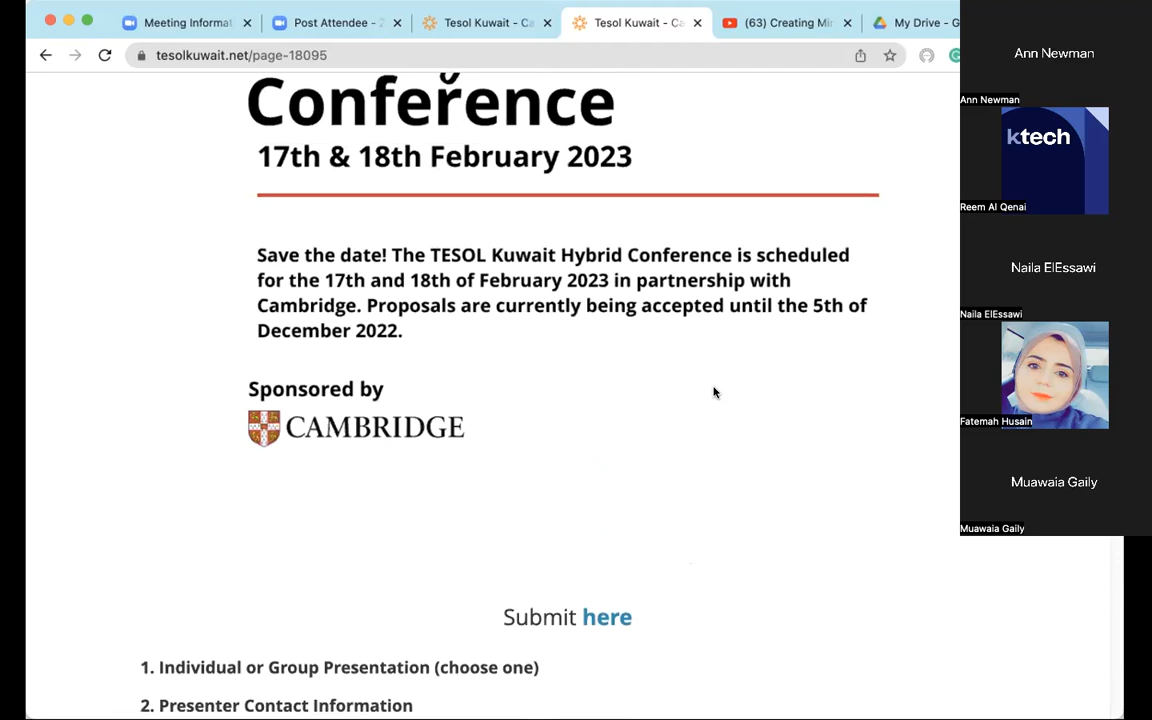 Meeting Informat
Post Attendee - 2
Tesol Kuwait - Ca
Tesol Kuwait - Ca
(63) Creating Min
My Drive - G
tesolkuwait.net/page-18095
Conference
17th & 18th February 2023
Save the date! The TESOL Kuwait Hybrid Conference is scheduled
for the 17th and 18th of February 2023 in partnership with
Cambridge. Proposals are currently being accepted until the 5th of
December 2022.
Sponsored by
CAMBRIDGE
Submit here
1. Individual or Group Presentation (choose one)
2. Presenter Contact Information
Ann Newman
Ann Newman
ktech
Reem Al Qenai
Naila ElEssawi
Naila ElEssawi
Fatemah Husain
Muawaia Gaily
Muawaia Gaily